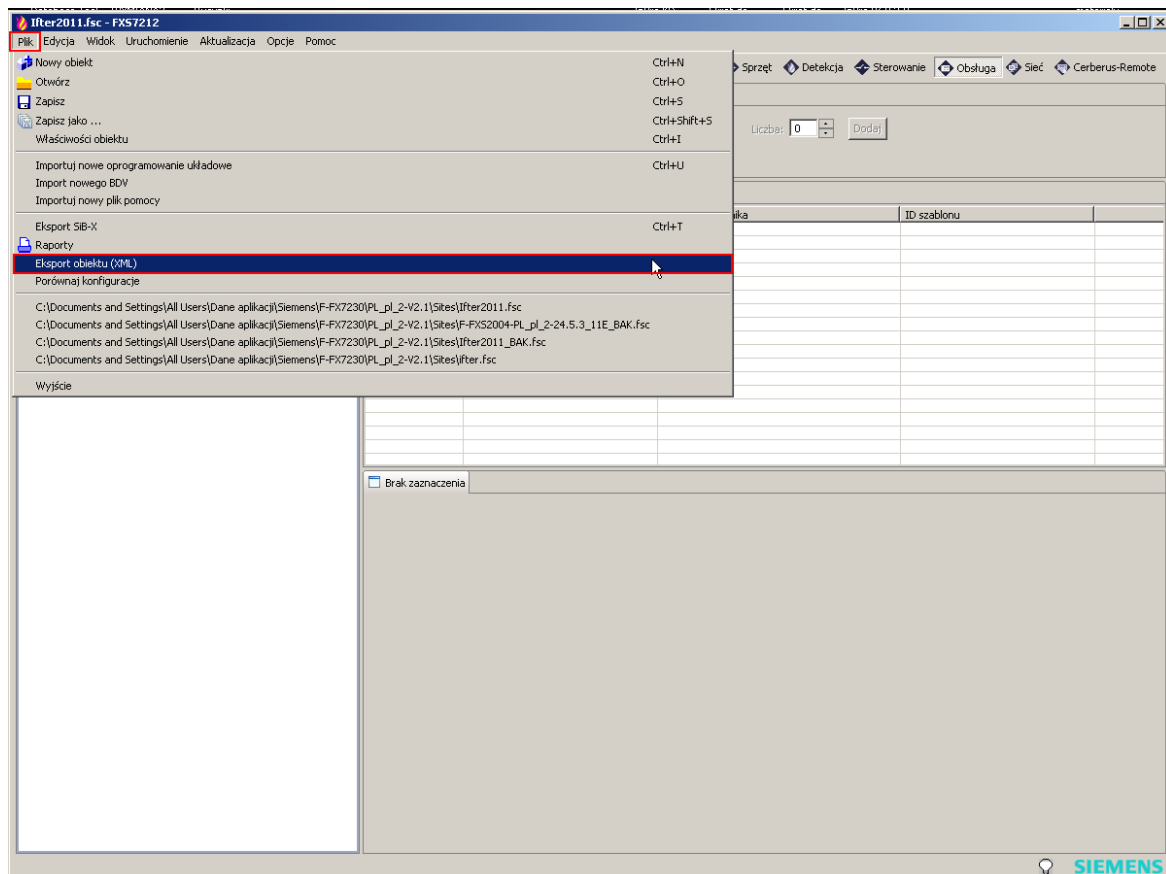 Ifter2011.fsc - FXS7212
Plik Edycja Widok Uruchomienie Aktualizacja Opcje Pomoc
Sprzęt Detekcja Sterowanie Obsługa Sieć Cerberus-Remote
Nowy obiekt Ctrl+N
Otwórz Ctrl+O
Zapisz Ctrl+S
Zapisz jako ... Ctrl+Shift+S
Liczba: 0 Dodaj
Właściwości obiektu Ctrl+I
Importuj nowe oprogramowanie układowe Ctrl+U
Import nowego BDV
Importuj nowy plik pomocy
ID szablonu
Eksport SiB-X Ctrl+T
Raporty
Eksport obiektu (XML)
Porównaj konfiguracje
C:\Documents and Settings\All Users\Dane aplikacji\Siemens\F-FX7230\PL_pl_2-V2.1\Sites\Ifter2011.fsc
C:\Documents and Settings\All Users\Dane aplikacji\Siemens\F-FX7230\PL_pl_2-V2.1\Sites\F-FXS2004-PL_pl_2-24.5.3_11E_BAK.fsc
C:\Documents and Settings\All Users\Dane aplikacji\Siemens\F-FX7230\PL_pl_2-V2.1\Sites\Ifter2011_BAK.fsc
C:\Documents and Settings\All Users\Dane aplikacji\Siemens\F-FX7230\PL_pl_2-V2.1\Sites\ifter.fsc
Wyjście
Brak zaznaczenia
SIEMENS